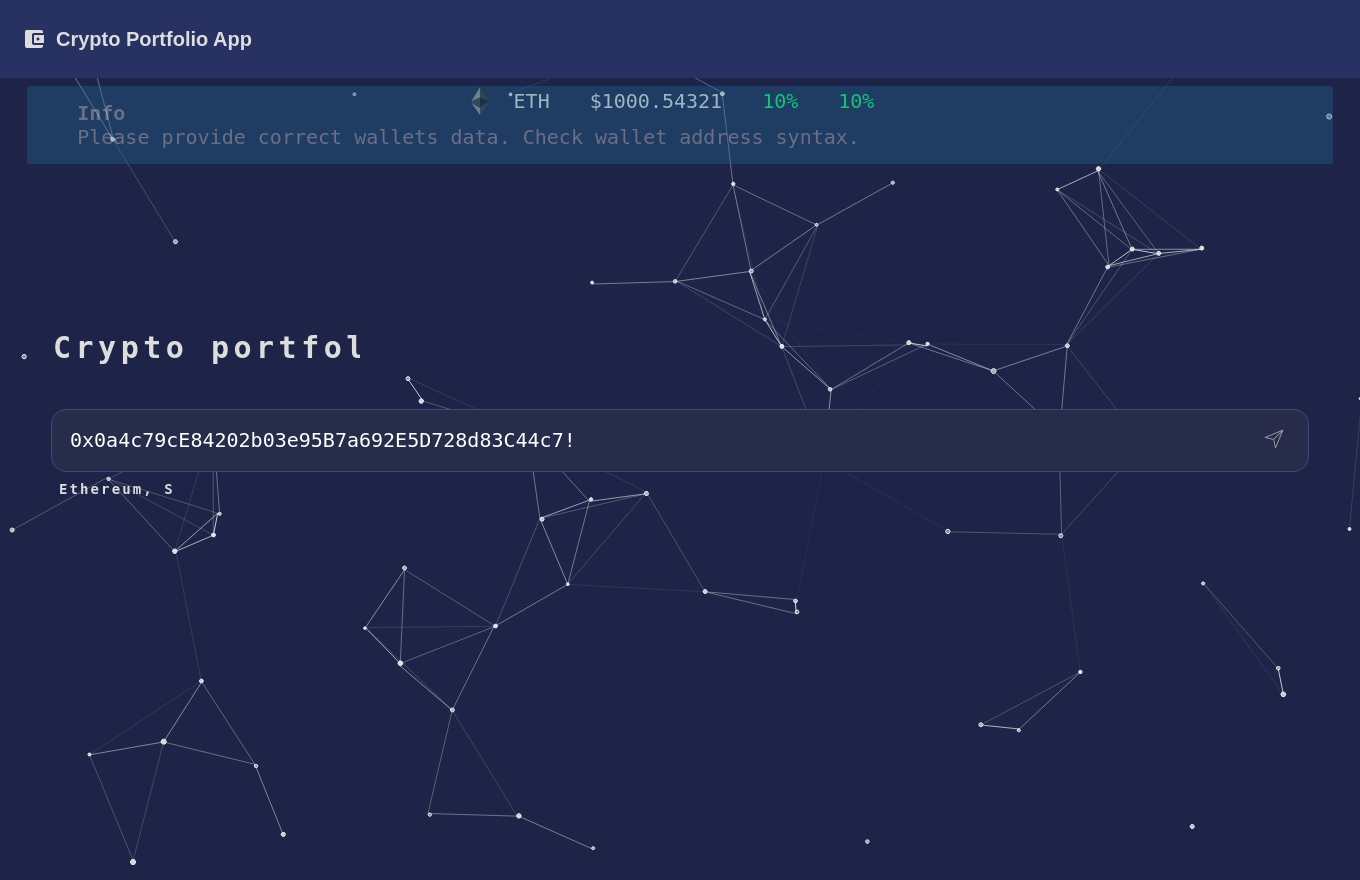 Crypto Portfolio App
ETH $1000.54321 10% 10%
Info
Please provide correct wallets data. Check wallet address syntax.
Crypto portfol
0x0a4c79cE84202b03e95B7a692E5D728d83C44c7!
Ethereum, S